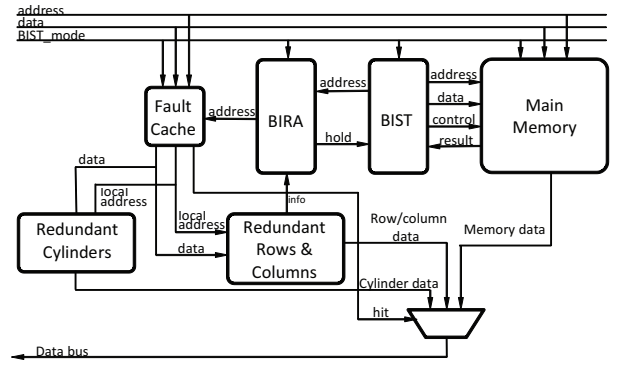 address
data
BIST_mode
Fault
Cache
address
BIRA
address
hold
BIST
address
data
control
result
Main
Memory
data
local
address
local
address
data
info
Redundant
Cylinders
Redundant
Rows &
Columns
Row/column
data
Memory data
Cylinder data
hit
Data bus